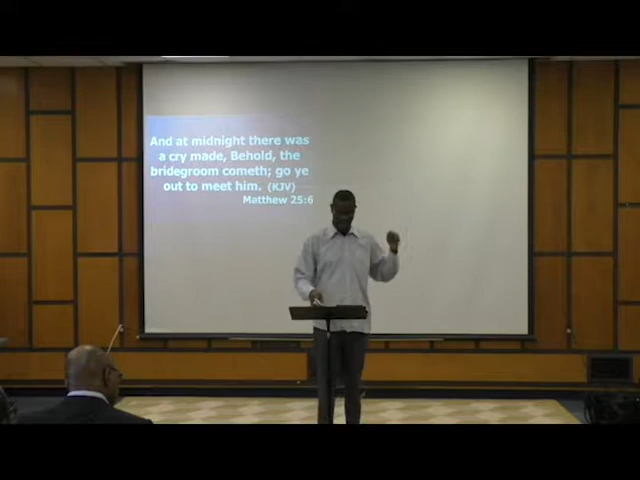 And at midnight there was
a cry made, Behold, the
bridegroom cometh; go ye
out to meet him. (KJV)
Matthew 25:6